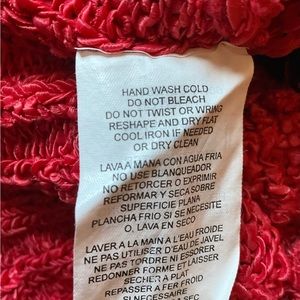 HAND WASH COLD
DO NOT BLEACH
DO NOT TWIST OR WRING
RESHAPE AND DRY FLAT
COOL IRON IF NEEDED
OR DRY CLEAN
LAVA A MANA CON AGUA FRIA
NO USE BLANQUEADOR
NO RETORCER O EXPRIMIR
REFORMAR Y SECA SOBRE
SUPERFICIE PLANA
PLANCHA FRIO SI SE NECESITE
O, LAVA EN SECO
LAVER A LA MAIN A L'EAU FROIDE
NE PAS UTILISER D'EAU DE JAVEL
NE PAS TORDRE NI ESSORER
REDONNER FORME ET LAISSER
SECHER A PLAT
REPASSER A FER FROID
SI NECESSAIRE
A SEC